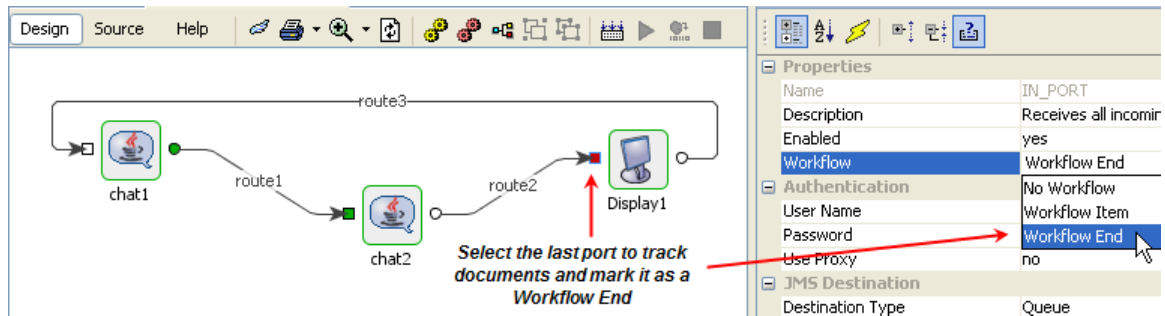 Design Source Help
route3
chat1
route1
chat2
route2
Display1
Select the last port to track
documents and mark it as a
Workflow End
Properties
Name IN_PORT
Description Receives all incomin
Enabled yes
Workflow Workflow End
No Workflow
Authentication
Workflow Item
User Name
Workflow End
Password
Use Proxy no
JMS Destination
Destination Type Queue